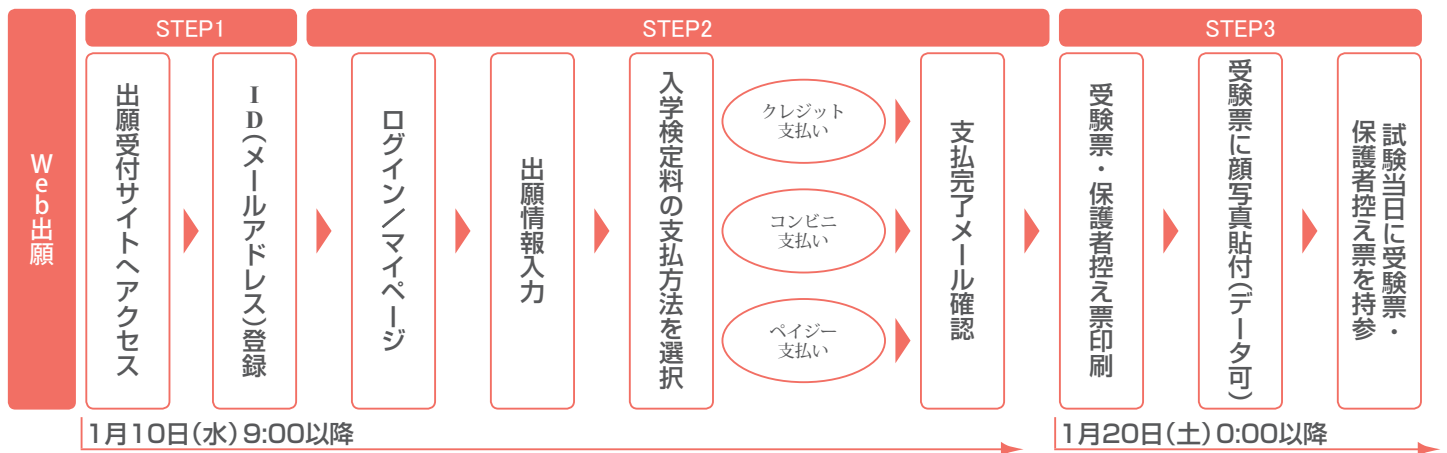 Web出願
STEP1
出願受付サイトへアクセス
ID(メールアドレス)登録
STEP2
ログイン／マイページ
出願情報入力
入学検定料の支払方法を選択
クレジット
支払い
コンビニ
支払い
ペイジー
支払い
支払完了メール確認
STEP3
受験票・保護者控え票印刷
受験票に顔写真貼付(データ可)
試験当日に受験票・
保護者控え票を持参
1月10日(水)9:00以降
1月20日(土)0:00以降